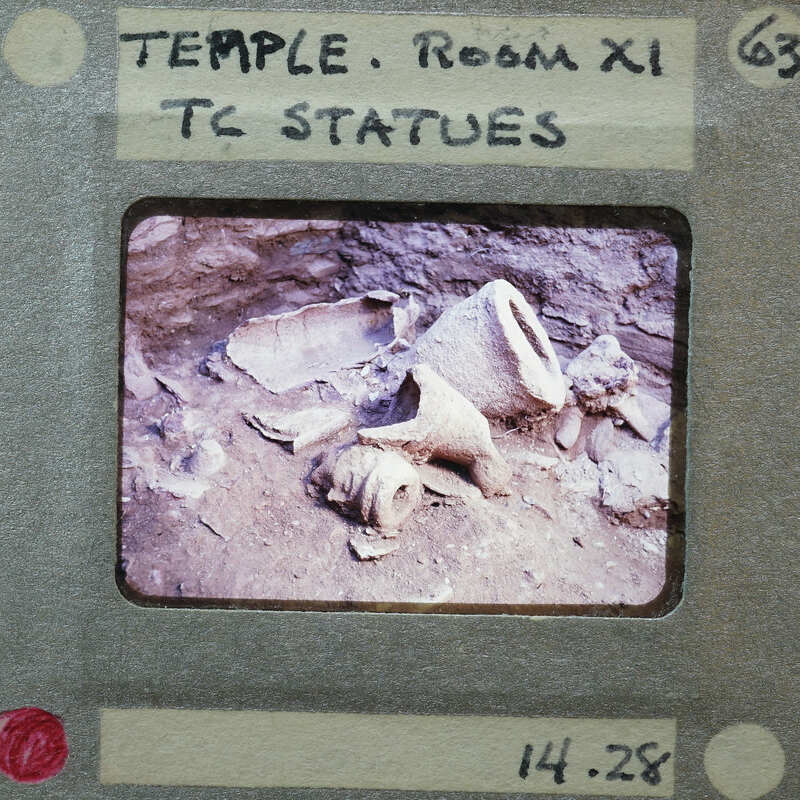 TEMPLE. ROOM XI
63
TC STATUES
14.28